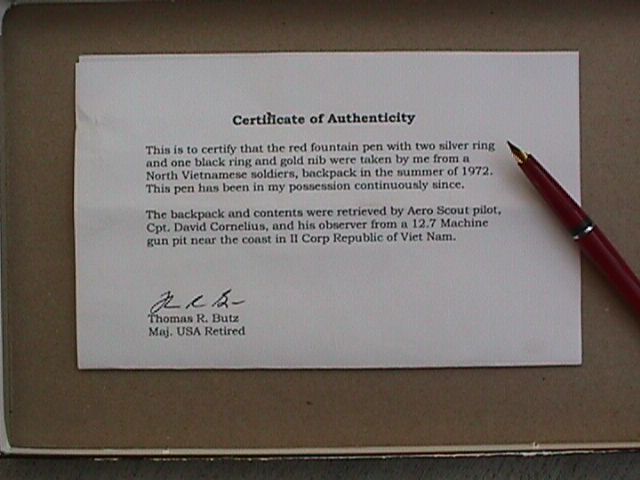 Certificate of Authenticity
This is to certify that the red fountain pen with two silver ring
and one black ring and gold nib were taken by me from a
North Vietnamese soldiers, backpack in the summer of 1972.
This pen has been in my possession continuously since.
The backpack and contents were retrieved by Aero Scout pilot,
Cpt. David Cornelius, and his observer from a 12.7 Machine
gun pit near the coast in II Corp Republic of Viet Nam.
Thomas R. Butz
Maj. USA Retired